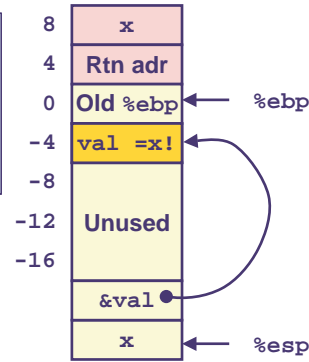 8 x
4 Rtn adr
0 Old %ebp %ebp
-4 val =x!
-8
-12 Unused
-16
&val
x %esp